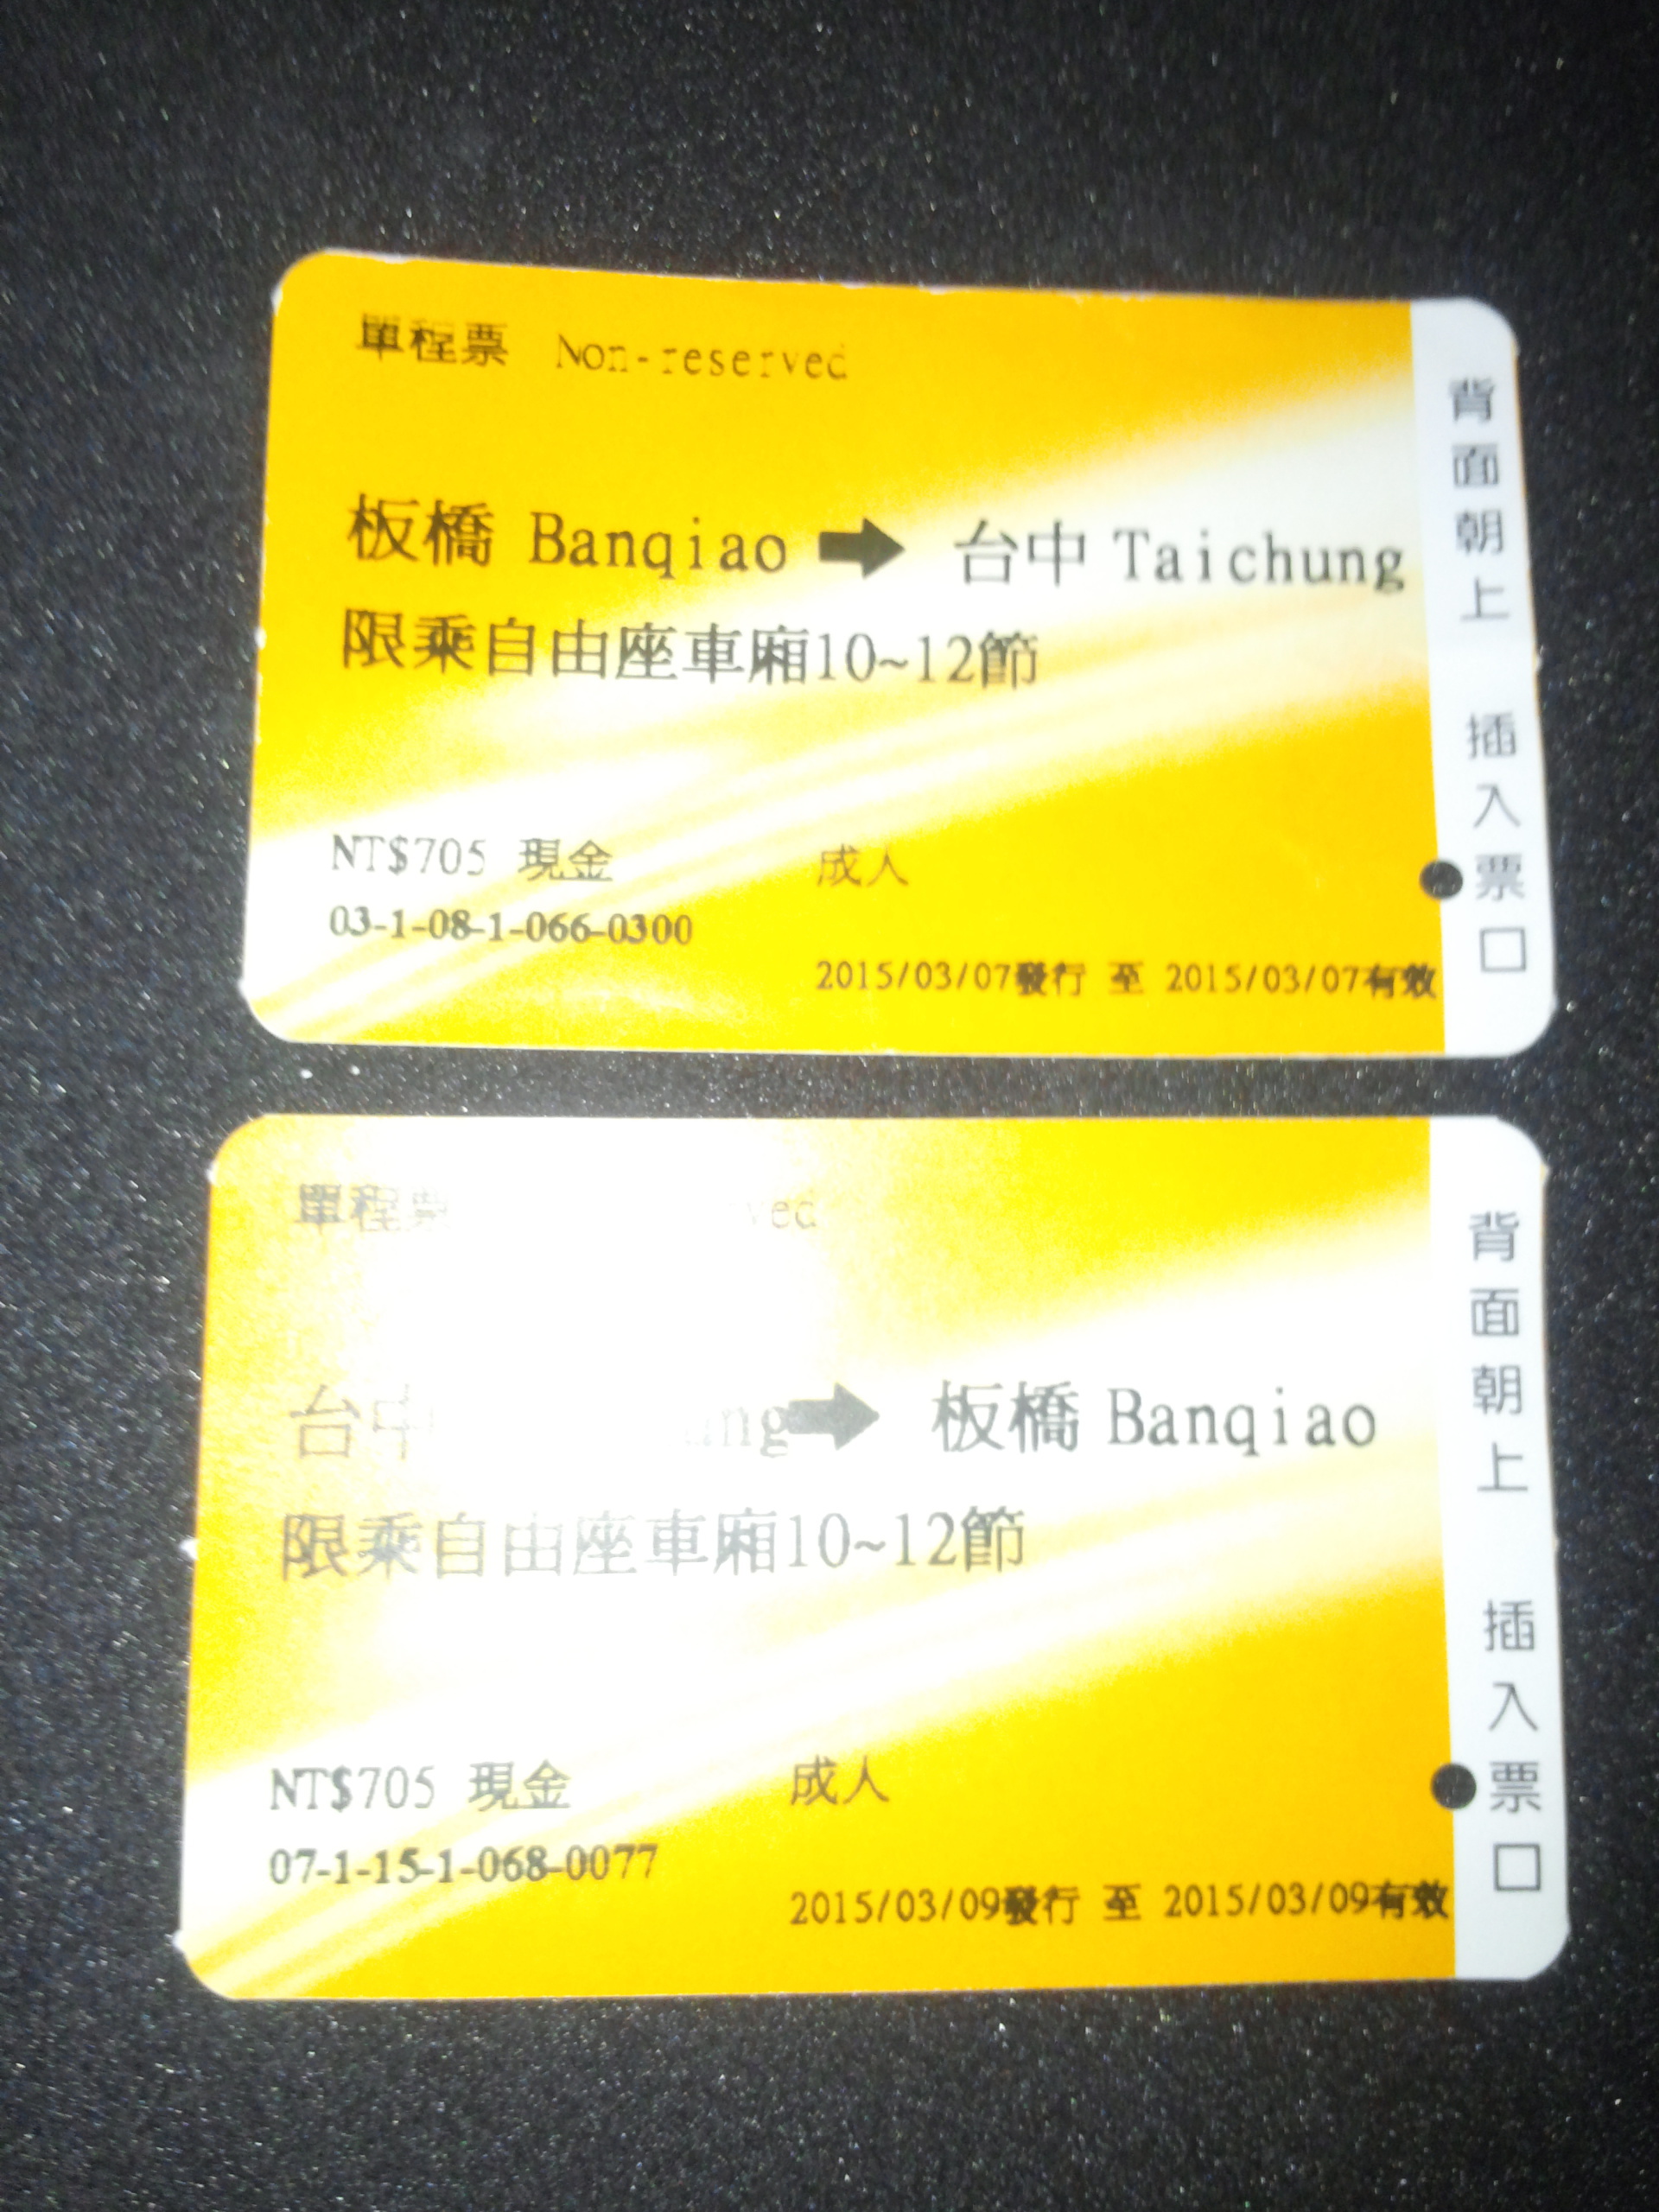 單程票 Non-reserved
板橋 Banqiao ➡ 台中 Taichung
限乘自由座車廂10~12節
NT$705 現金 成人
03-1-08-1-066-0300
2015/03/07發行 至 2015/03/07有效
背面朝上 插入票口
單程票
台中 ➡ 板橋 Banqiao
限乘自由座車廂10~12節
NT$705 現金 成人
07-1-15-1-068-0077
2015/03/09發行 至 2015/03/09有效
背面朝上 插入票口